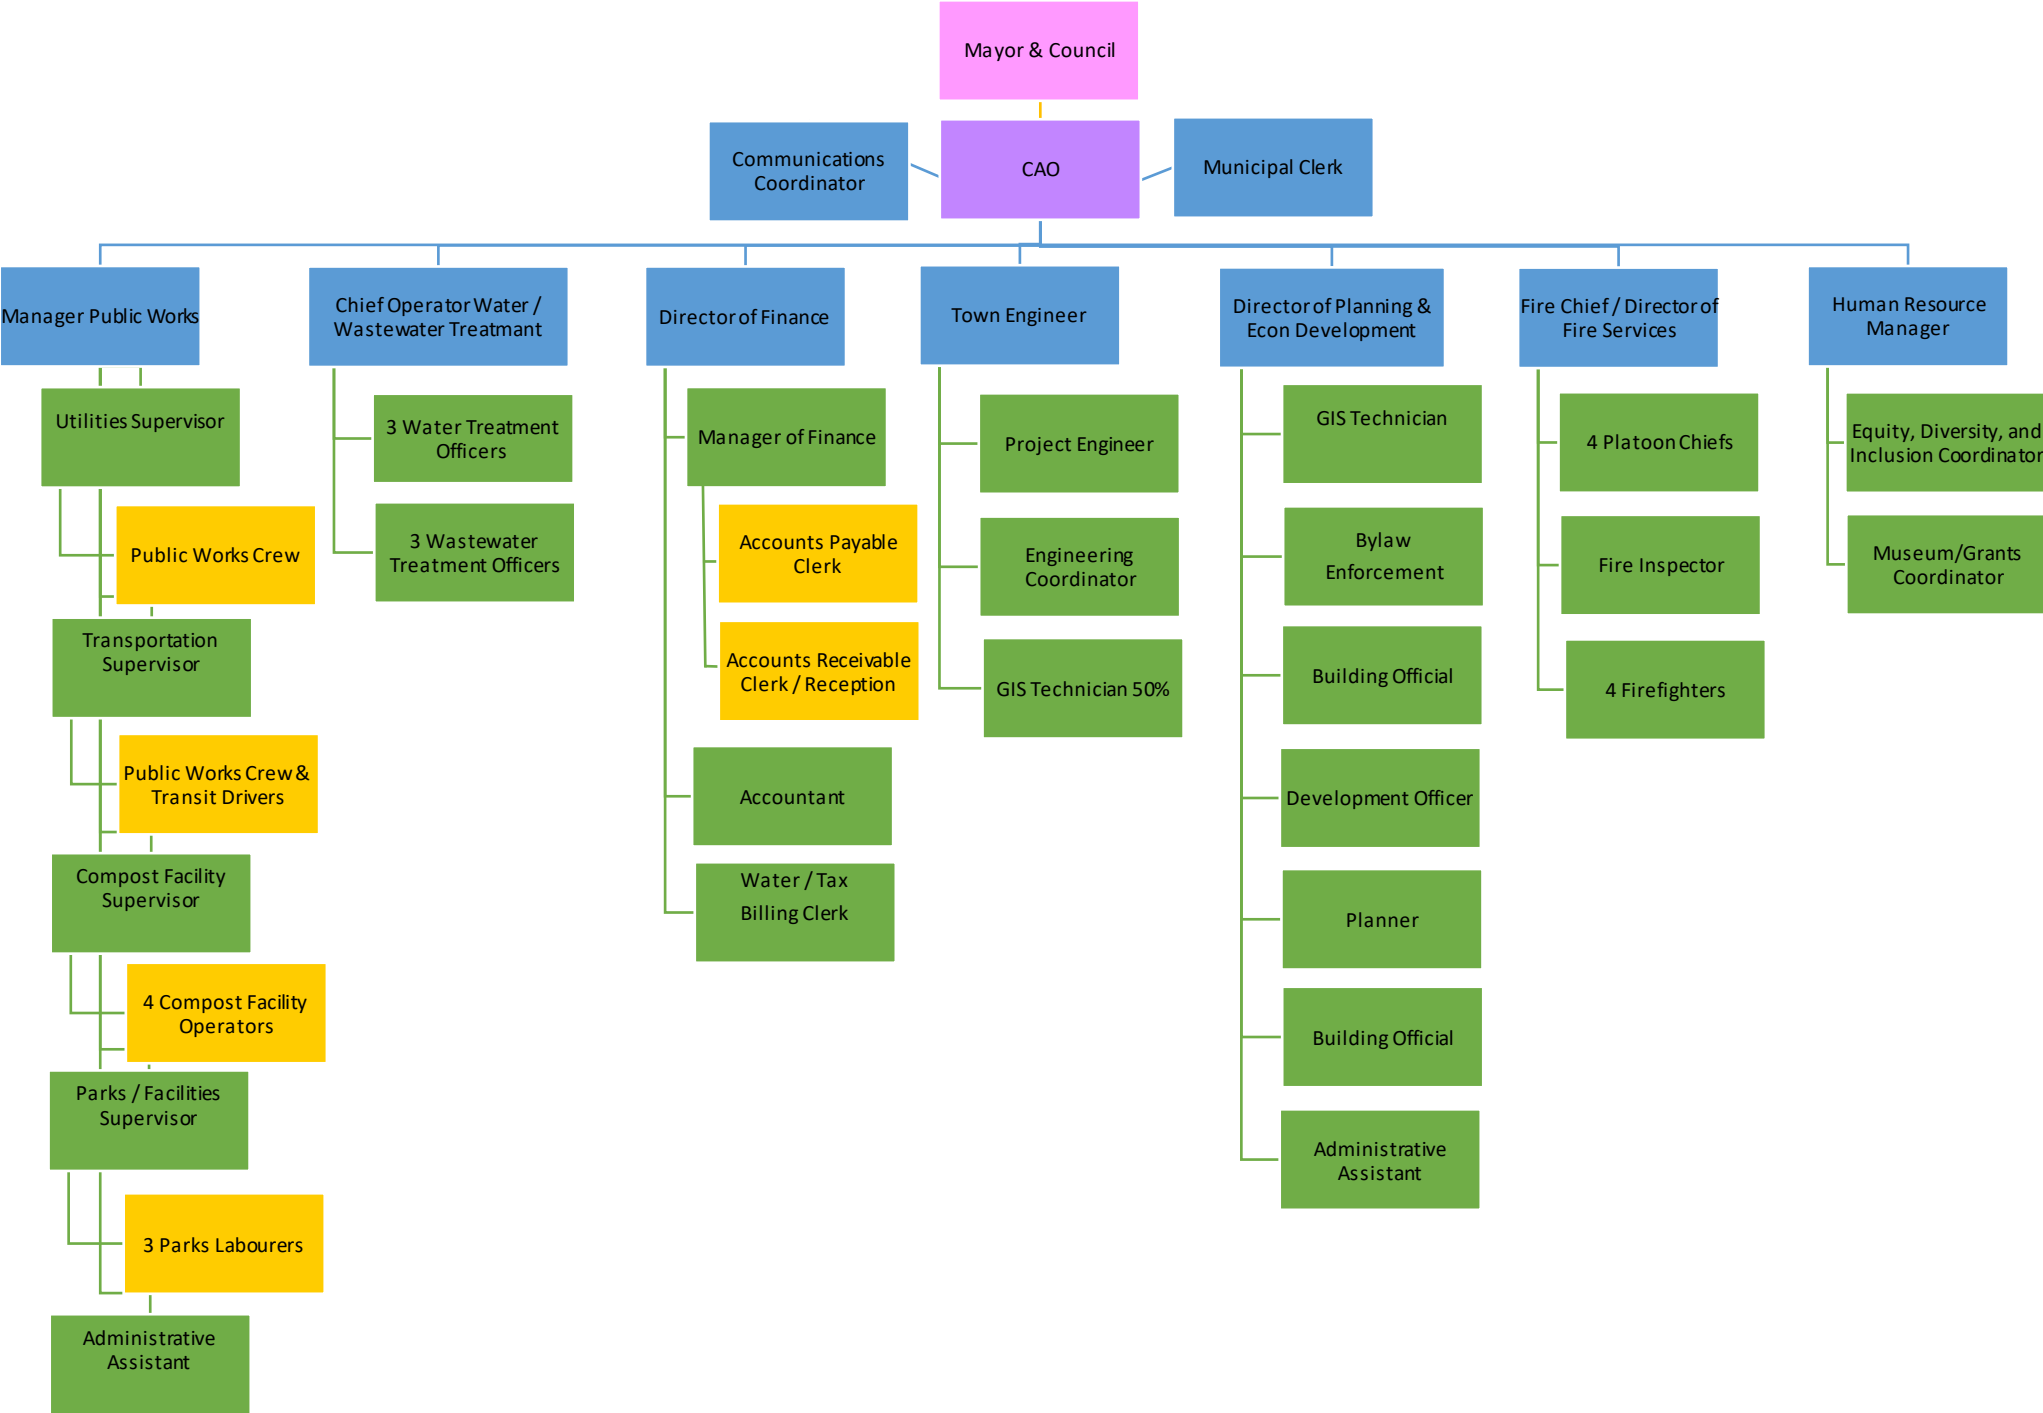 Mayor & Council
Communications
Coordinator
CAO
Municipal Clerk
Manager Public Works
Chief Operator Water /
Wastewater Treatmant
Director of Finance
Town Engineer
Director of Planning &
Econ Development
Fire Chief / Director of
Fire Services
Human Resource
Manager
Utilities Supervisor
Public Works Crew
Transportation
Supervisor
Public Works Crew &
Transit Drivers
Compost Facility
Supervisor
4 Compost Facility
Operators
Parks / Facilities
Supervisor
3 Parks Labourers
Administrative
Assistant
3 Water Treatment
Officers
3 Wastewater
Treatment Officers
Manager of Finance
Accounts Payable
Clerk
Accounts Receivable
Clerk / Reception
Accountant
Water / Tax
Billing Clerk
Project Engineer
Engineering
Coordinator
GIS Technician 50%
GIS Technician
Bylaw
Enforcement
Building Official
Development Officer
Planner
Building Official
Administrative
Assistant
4 Platoon Chiefs
Fire Inspector
4 Firefighters
Equity, Diversity, and
Inclusion Coordinator
Museum/Grants
Coordinator